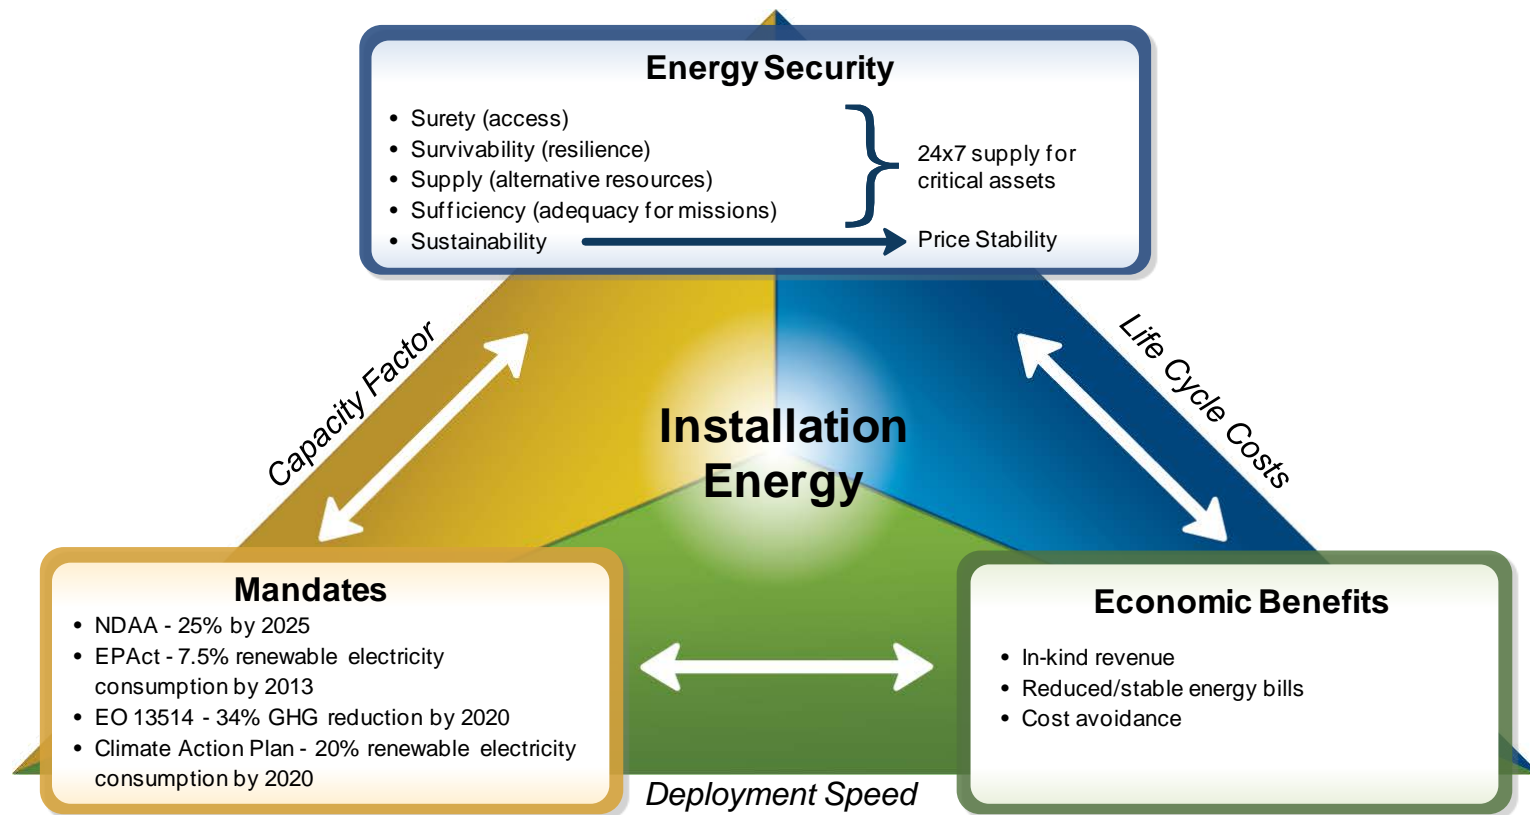 Energy Security
• Surety (access)
• Survivability (resilience)
• Supply (alternative resources)
• Sufficiency (adequacy for missions)
• Sustainability
24x7 supply for
critical assets
Price Stability
Capacity Factor
Life Cycle Costs
Installation
Energy
Mandates
• NDAA - 25% by 2025
• EPAct - 7.5% renewable electricity
consumption by 2013
• EO 13514 - 34% GHG reduction by 2020
• Climate Action Plan - 20% renewable electricity
consumption by 2020
Economic Benefits
• In-kind revenue
• Reduced/stable energy bills
• Cost avoidance
Deployment Speed